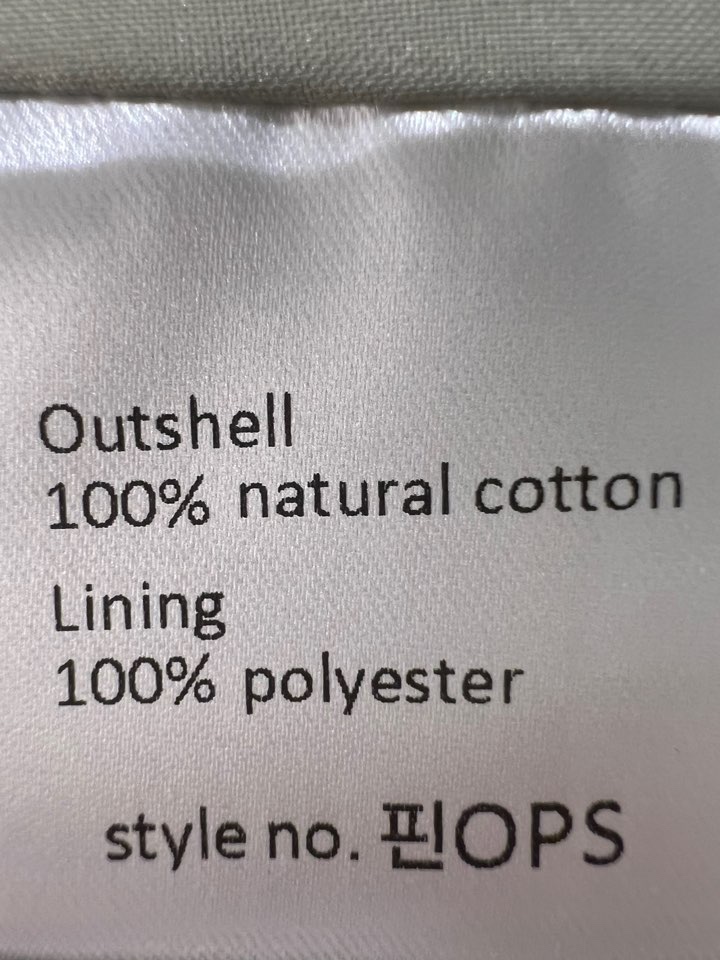 Outshell
100% natural cotton
Lining
100% polyester
style no. 핀OPS